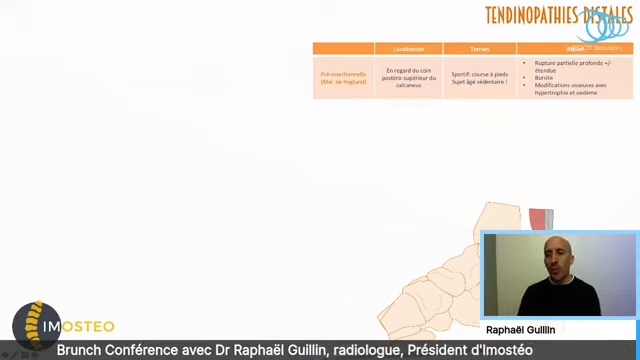 TENDINOPATHIES DISTALES
Localisation
Terrain
Pré-insertionnelle
(Mal. de Haglund)
En regard du coin
postéro-supérieur du
calcaneus
Sportif: course à pieds
Sujet âgé sédentaire !
Rupture partielle profonde +/-
étendue
Bursite
Modifications osseuses avec
hypertrophie et oedème
Raphaël Guillin
IMOSTEO
Brunch Conférence avec Dr Raphaël Guillin, radiologue, Président d'Imostéo